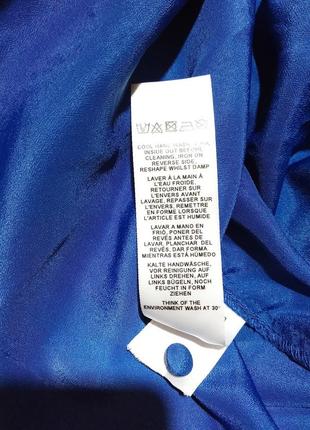 COOL HAND WASH
INSIDE OUT BEFORE
CLEANING, IRON ON
REVERSE SIDE,
RESHAPE WHILST DAMP
LAVER À LA MAIN À
L'EAU FROIDE,
RETOURNER SUR
L'ENVERS AVANT
LAVAGE, REPASSER SUR
L'ENVERS, REMETTRE
EN FORME LORSQUE
L'ARTICLE EST HUMIDE
LAVAR A MANO EN
FRIO, PONER DEL
REVÉS ANTES DE
LAVAR, PLANCHAR DEL
REVÉS, DAR FORMA
MIENTRAS ESTÁ HÚMEDO
KALTE HANDWÄSCHE,
VOR REINIGUNG AUF
LINKS DREHEN, AUF
LINKS BÜGELN, NOCH
FEUCHT IN FORM
ZIEHEN
THINK OF THE
ENVIRONMENT WASH AT 30°